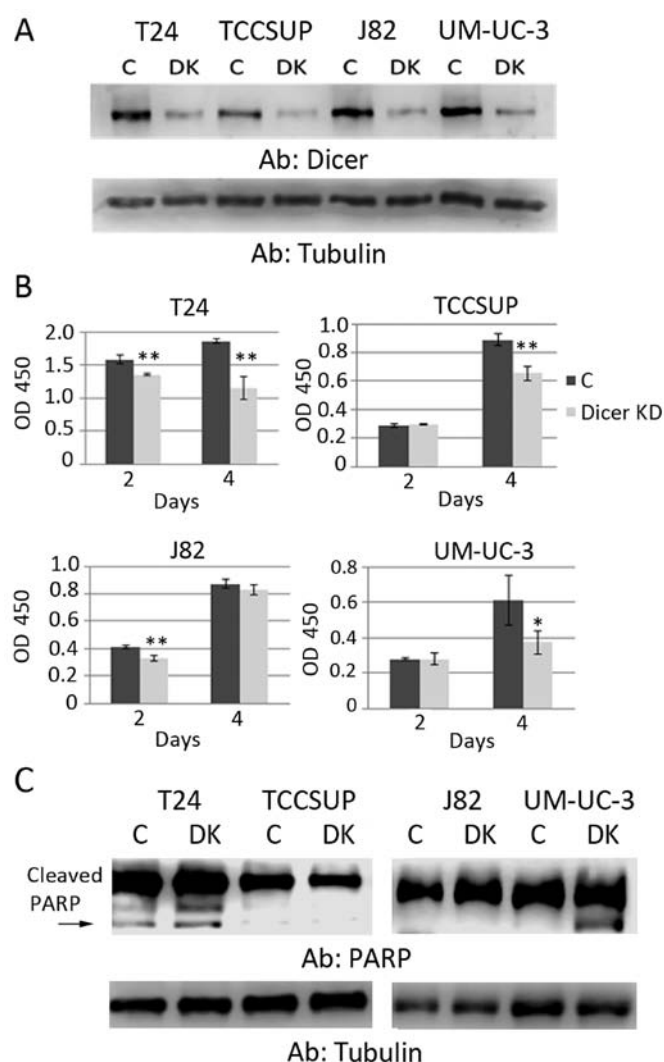 A
T24 TCCSUP J82 UM-UC-3
C DK C DK C DK C DK
Ab: Dicer
Ab: Tubulin
B
T24
2.0
1.5
1.0
0.5
0
OD 450
** **
2 4
Days
TCCSUP
1.0
0.8
0.6
0.4
0.2
0
OD 450
**
2 4
Days
C
Dicer KD
J82
1.0
0.8
0.6
0.4
0.2
0
OD 450
**
2 4
Days
UM-UC-3
0.8
0.6
0.4
0.2
0
OD 450
*
2 4
Days
C
T24 TCCSUP J82 UM-UC-3
C DK C DK C DK C DK
Cleaved
PARP
Ab: PARP
Ab: Tubulin